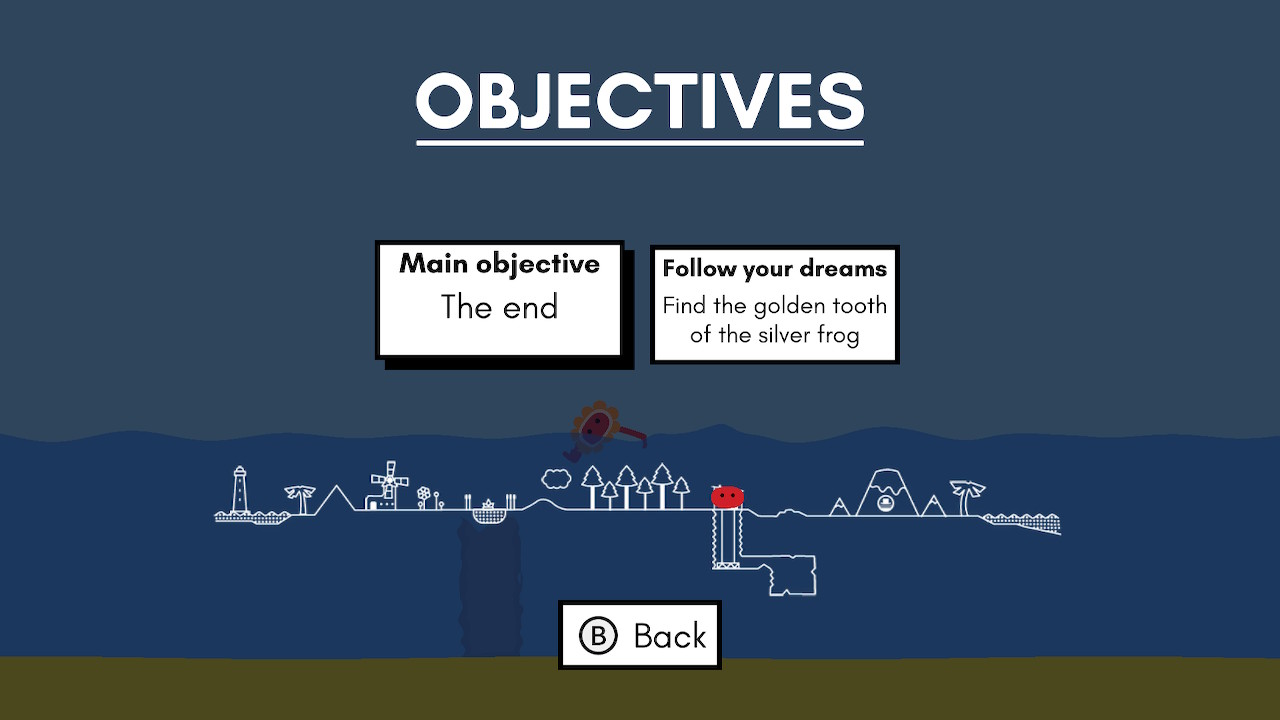 OBJECTIVES
Main objective
The end
Follow your dreams
Find the golden tooth
of the silver frog
B Back